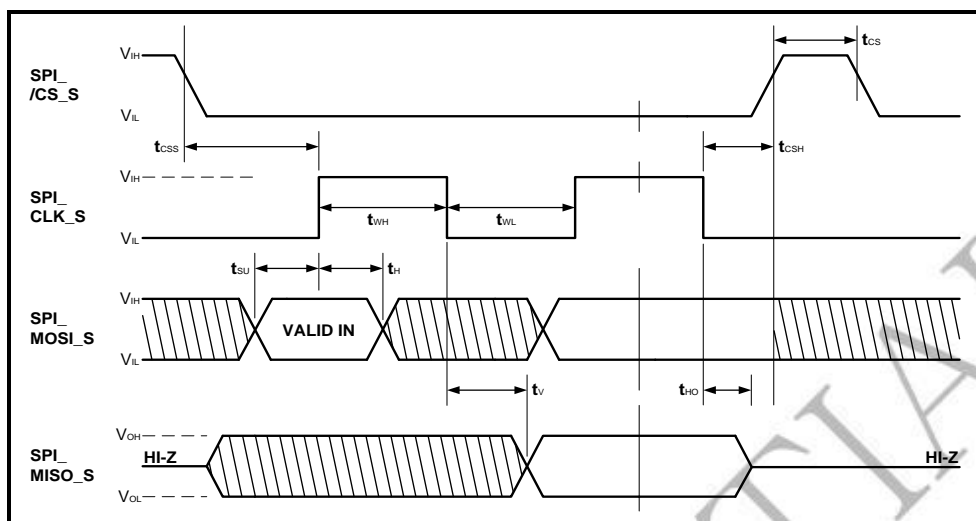 VIH
tCS
SPI_
/CS_S
VIL
tCSS
tCSH
VIH
SPI_
CLK_S
tWH
tWL
VIL
tSU
tH
VIH
SPI_
MOSI_S
VALID IN
VIL
tV
tHO
VOH
SPI_
MISO_S
HI-Z
HI-Z
VOL
TIA